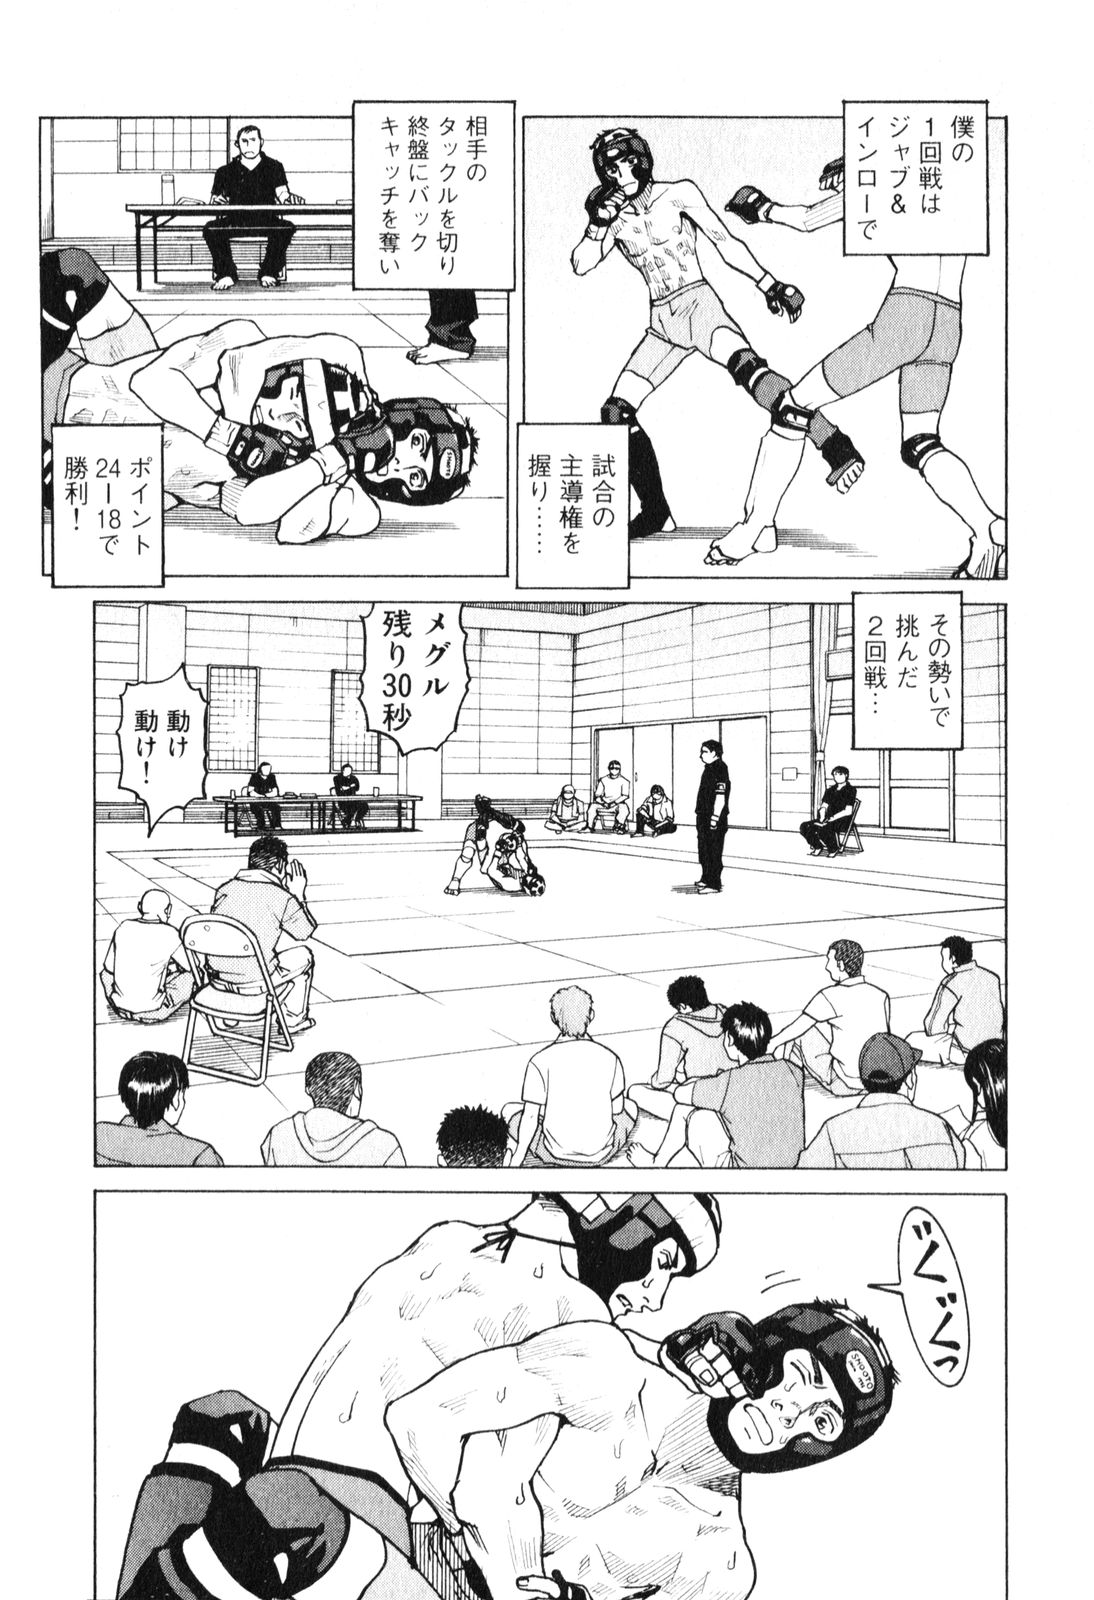 僕の
1回戦は
ジャブ&
インローで
試合の
主導権を
握り……
相手の
タックルを切り
終盤にバック
キャッチを奪い
ポイント
24−18で
勝利!
その勢いで
挑んだ
2回戦…
メグル
残り30秒
動け
動け!
ぐぐっ
SHOOTO